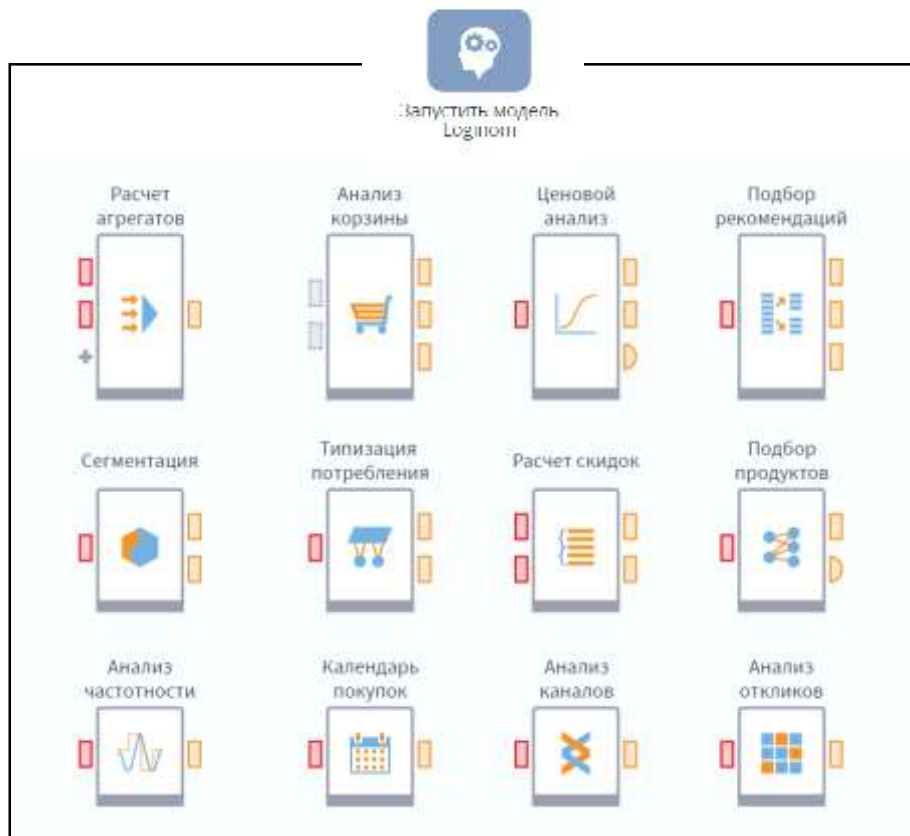 Запустить модель
Loginom
Расчет
агрегатов
Анализ
корзины
Ценовой
анализ
Подбор
рекомендаций
Сегментация
Типизация
потребления
Расчет скидок
Подбор
продуктов
Анализ
частотности
Календарь
покупок
Анализ
каналов
Анализ
откликов